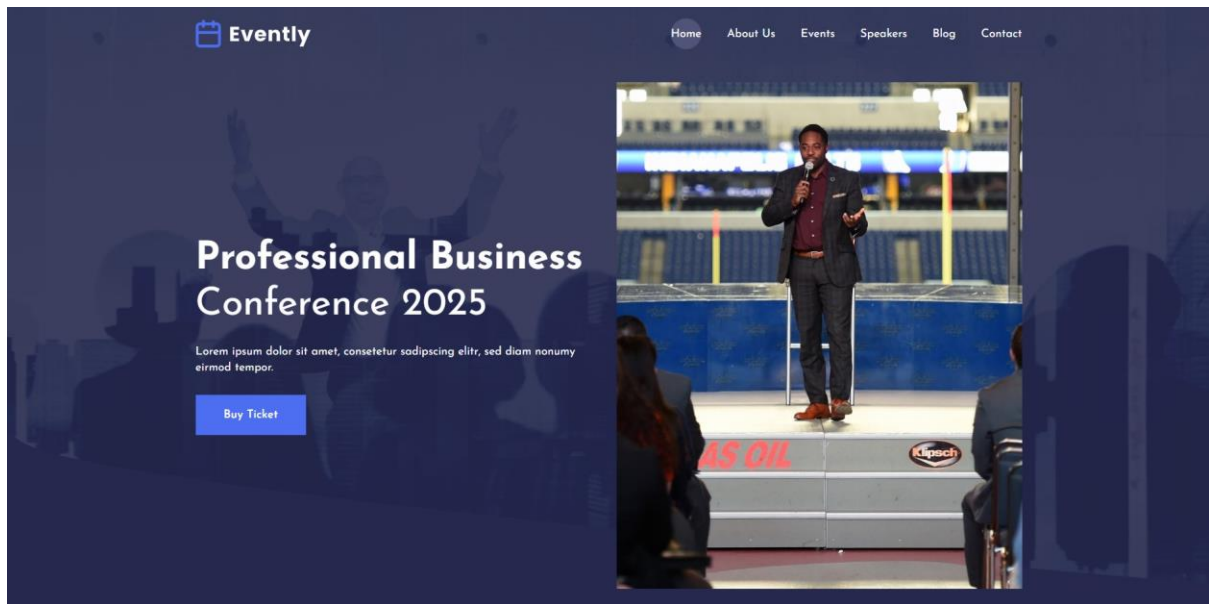 Evently
Home About Us Events Speakers Blog Contact
Professional Business
Conference 2025
Lorem ipsum dolor sit amet, consetetur sadipscing elitr, sed diam nonumy
eirmod tempor.
Buy Ticket
AS OIL
Klipsch